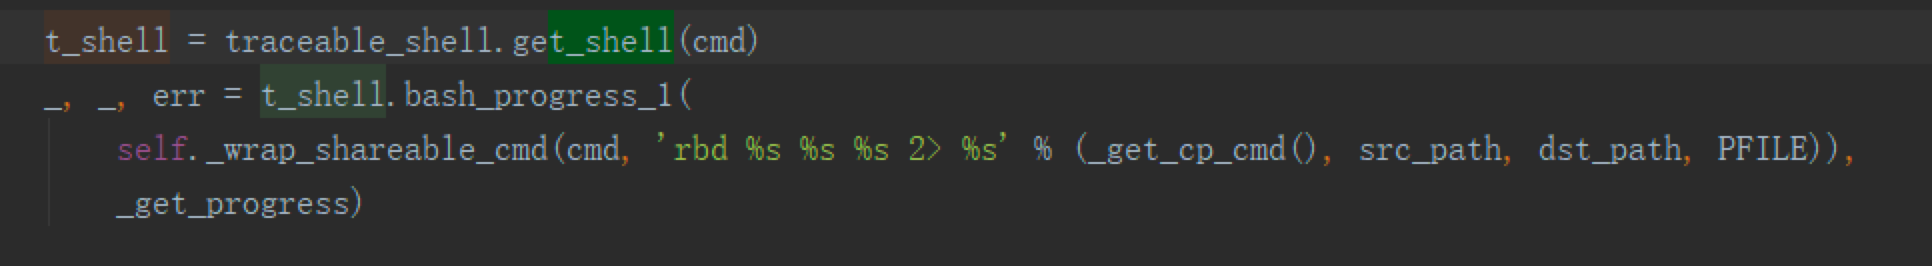 t_shell = traceable_shell.get_shell(cmd)
_, _, err = t_shell.bash_progress_1(
    self._wrap_shareable_cmd(cmd, 'rbd %s %s %s 2> %s' % (_get_cp_cmd(), src_path, dst_path, PFILE)),
    _get_progress)